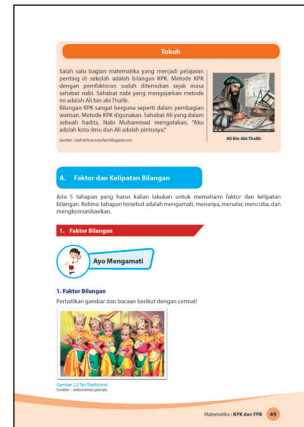 Tokoh
Salah satu bagian matematika yang menjadi pelajaran
penting di sekolah adalah bilangan KPK. Metode KPK
dengan pemfaktoran sudah ditemukan sejak masa
sahabat nabi. Sahabat nabi yang mengajarkan metode
ini adalah Ali bin abi Thalib.
Bilangan KPK sangat berguna seperti dalam pembagian
warisan. Metode KPK digunakan. Sahabat Ali yang dalam
sebuah hadits, Nabi Muhammad mengatakan, "Aku
adalah kota ilmu dan Ali adalah pintunya."
Ali Bin Abi Thalib
A. Faktor dan Kelipatan Bilangan
Ada 5 tahapan yang harus kalian lakukan untuk memahami faktor dan kelipatan
bilangan. Kelima tahapan tersebut adalah mengamati, menanya, menalar, mencoba, dan
mengkomunikasikan.
1. Faktor Bilangan
Ayo Mengamati
1. Faktor Bilangan
Perhatikan gambar dan bacaan berikut dengan cermat!
Gambar 2.2 Tari Tradisional
Sumber : dokumentasi penulis
Matematika - KPK dan FPB 49